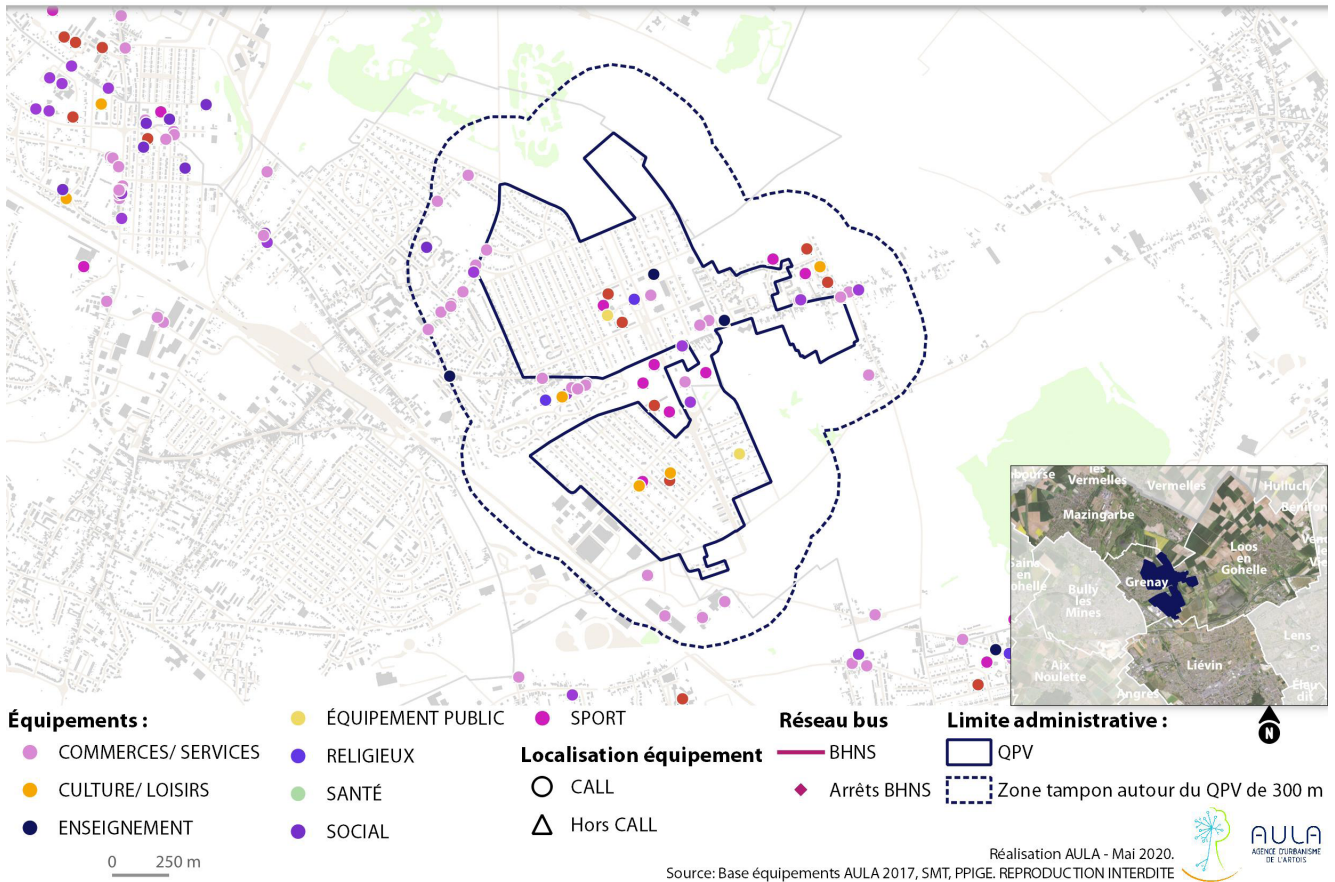 les
Vermelles
Vermelles
Hulluch
Mazingarbe
Loos
en
Gohelle
Grenay
Bully
les
Mines
Lens
Aix
Noulette
Liévin
Angres
Équipements :
COMMERCES/ SERVICES
CULTURE/ LOISIRS
ENSEIGNEMENT
ÉQUIPEMENT PUBLIC
RELIGIEUX
SANTÉ
SOCIAL
SPORT
Localisation équipement
CALL
Hors CALL
Réseau bus
BHNS
Arrêts BHNS
Limite administrative :
QPV
Zone tampon autour du QPV de 300 m
N
0 250 m
Réalisation AULA - Mai 2020.
Source: Base équipements AULA 2017, SMT, PPIGE. REPRODUCTION INTERDITE
AULA
AGENCE D'URBANISME
DE L'ARTOIS